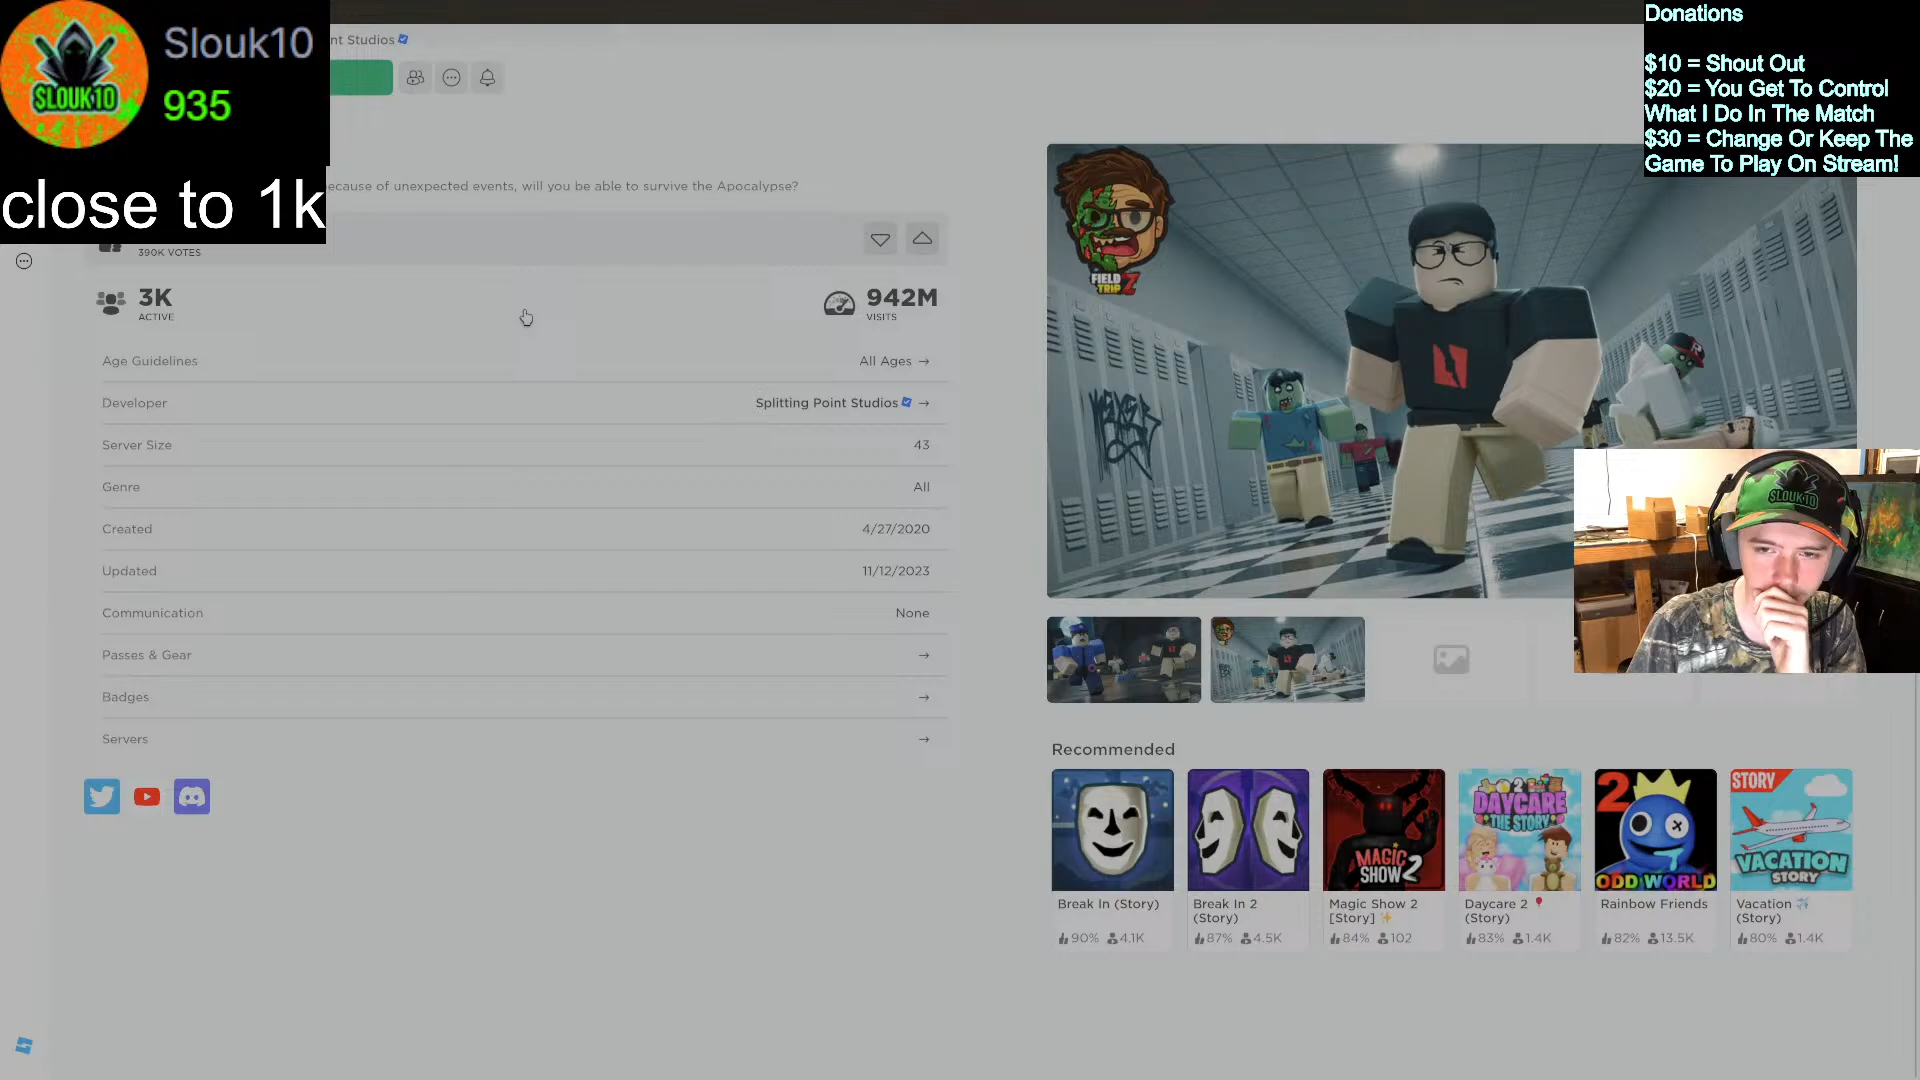 Slouk10
935
close to 1k
SLOUK10
nt Studios
ecause of unexpected events, will you be able to survive the Apocalypse?
390K VOTES
3K
ACTIVE
942M
VISITS
Age Guidelines
All Ages →
Developer
Splitting Point Studios →
Server Size
43
Genre
All
Created
4/27/2020
Updated
11/12/2023
Communication
None
Passes & Gear
→
Badges
→
Servers
→
Donations
$10 = Shout Out
$20 = You Get To Control
What I Do In The Match
$30 = Change Or Keep The
Game To Play On Stream!
FIELD
TRIP Z
SLOUK10
Recommended
MAGIC
SHOW 2
2
DAYCARE
THE STORY
2
ODD WORLD
STORY
VACATION
STORY
Break In (Story)
90% 4.1K
Break In 2
(Story)
87% 4.5K
Magic Show 2
[Story] ✨
84% 102
Daycare 2 🎈
(Story)
83% 1.4K
Rainbow Friends
82% 13.5K
Vacation ✈️
(Story)
80% 1.4K